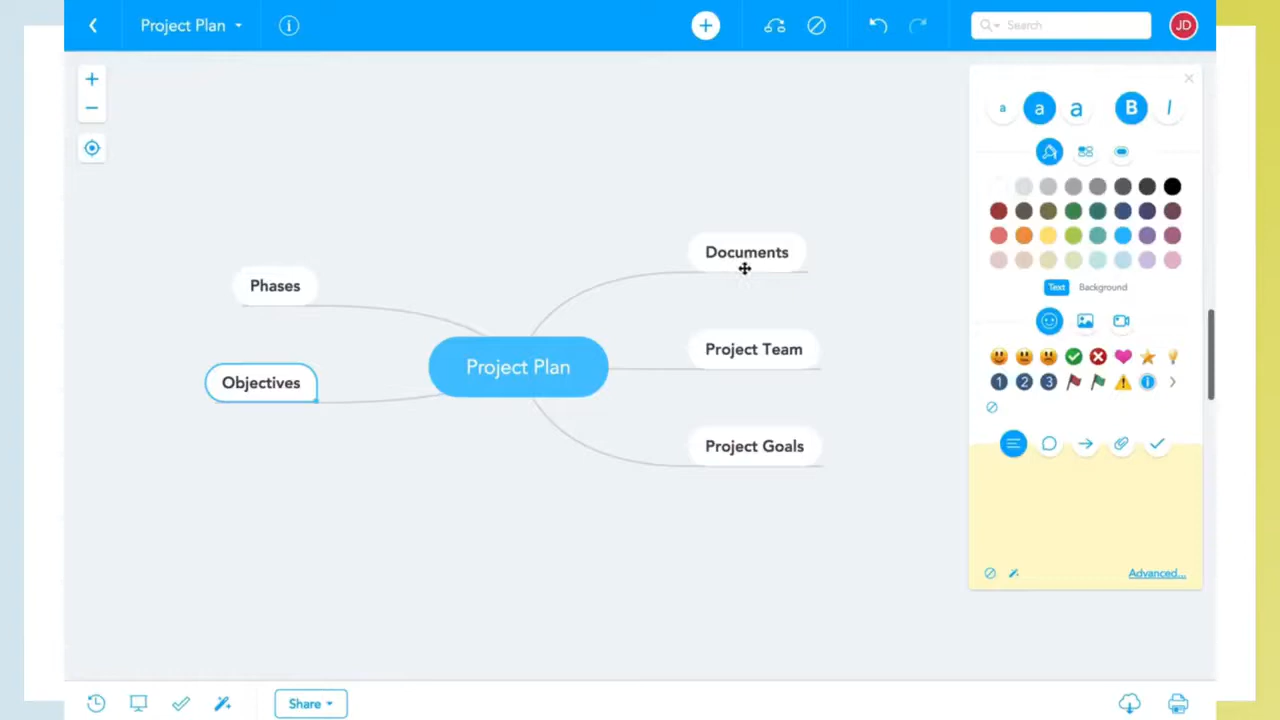 Project Plan
i
Search
JD
a a a B I
Documents
Phases
Project Team
Project Plan
Objectives
Project Goals
Text Background
1 2 3
Advanced...
Share